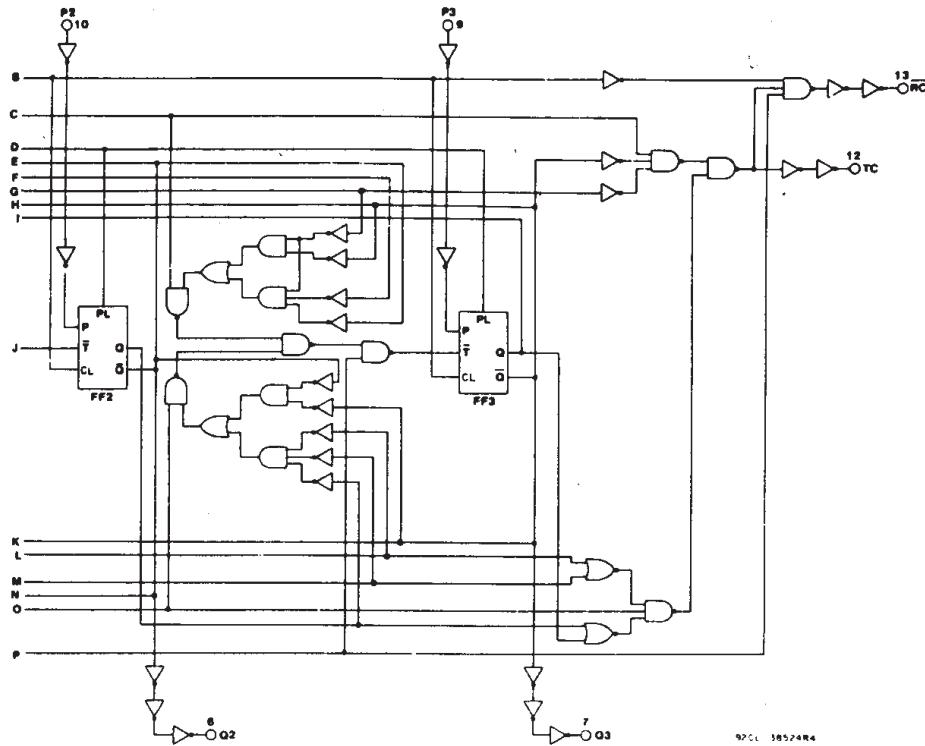 P2
10
P3
9
B
13
RC
C
D
E
12
TC
F
G
H
I
PL
PL
P
P
J
T
Q
T
Q
CL
Q
CL
Q
FF2
FF3
K
L
M
N
O
P
6
Q2
7
Q3
92CL 38524R4